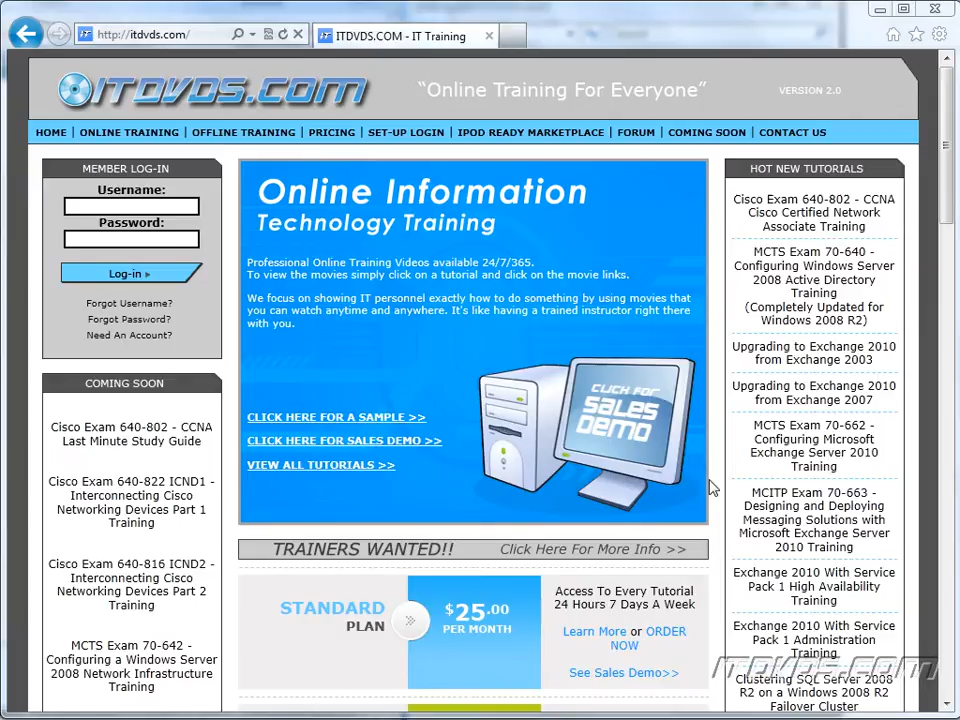 http://itdvds.com/
ITDVDS.COM - IT Training
ITDVDS.COM
“Online Training For Everyone”
VERSION 2.0
HOME | ONLINE TRAINING | OFFLINE TRAINING | PRICING | SET-UP LOGIN | IPOD READY MARKETPLACE | FORUM | COMING SOON | CONTACT US
MEMBER LOG-IN
Username:
Password:
Log-in
Forgot Username?
Forgot Password?
Need An Account?
COMING SOON
Cisco Exam 640-802 - CCNA
Last Minute Study Guide
Cisco Exam 640-822 ICND1 -
Interconnecting Cisco
Networking Devices Part 1
Training
Cisco Exam 640-816 ICND2 -
Interconnecting Cisco
Networking Devices Part 2
Training
MCTS Exam 70-642 -
Configuring a Windows Server
2008 Network Infrastructure
Training
Online Information
Technology Training
Professional Online Training Videos available 24/7/365.
To view the movies simply click on a tutorial and click on the movie links.
We focus on showing IT personnel exactly how to do something by using movies that
you can watch anytime and anywhere. It's like having a trained instructor right there
with you.
CLICK HERE FOR A SAMPLE >>
CLICK HERE FOR SALES DEMO >>
VIEW ALL TUTORIALS >>
CLICK FOR
SALES
DEMO
TRAINERS WANTED!! Click Here For More Info >>
STANDARD
PLAN
$25.00
PER MONTH
Access To Every Tutorial
24 Hours 7 Days A Week
Learn More or ORDER
NOW
See Sales Demo>>
HOT NEW TUTORIALS
Cisco Exam 640-802 - CCNA
Cisco Certified Network
Associate Training
MCTS Exam 70-640 -
Configuring Windows Server
2008 Active Directory
Training
(Completely Updated for
Windows 2008 R2)
Upgrading to Exchange 2010
from Exchange 2003
Upgrading to Exchange 2010
from Exchange 2007
MCTS Exam 70-662 -
Configuring Microsoft
Exchange Server 2010
Training
MCITP Exam 70-663 -
Designing and Deploying
Messaging Solutions with
Microsoft Exchange Server
2010 Training
Exchange 2010 With Service
Pack 1 High Availability
Training
Exchange 2010 With Service
Pack 1 Administration
Training
Clustering SQL Server 2008
R2 on a Windows 2008 R2
Failover Cluster
ITDVDS.COM